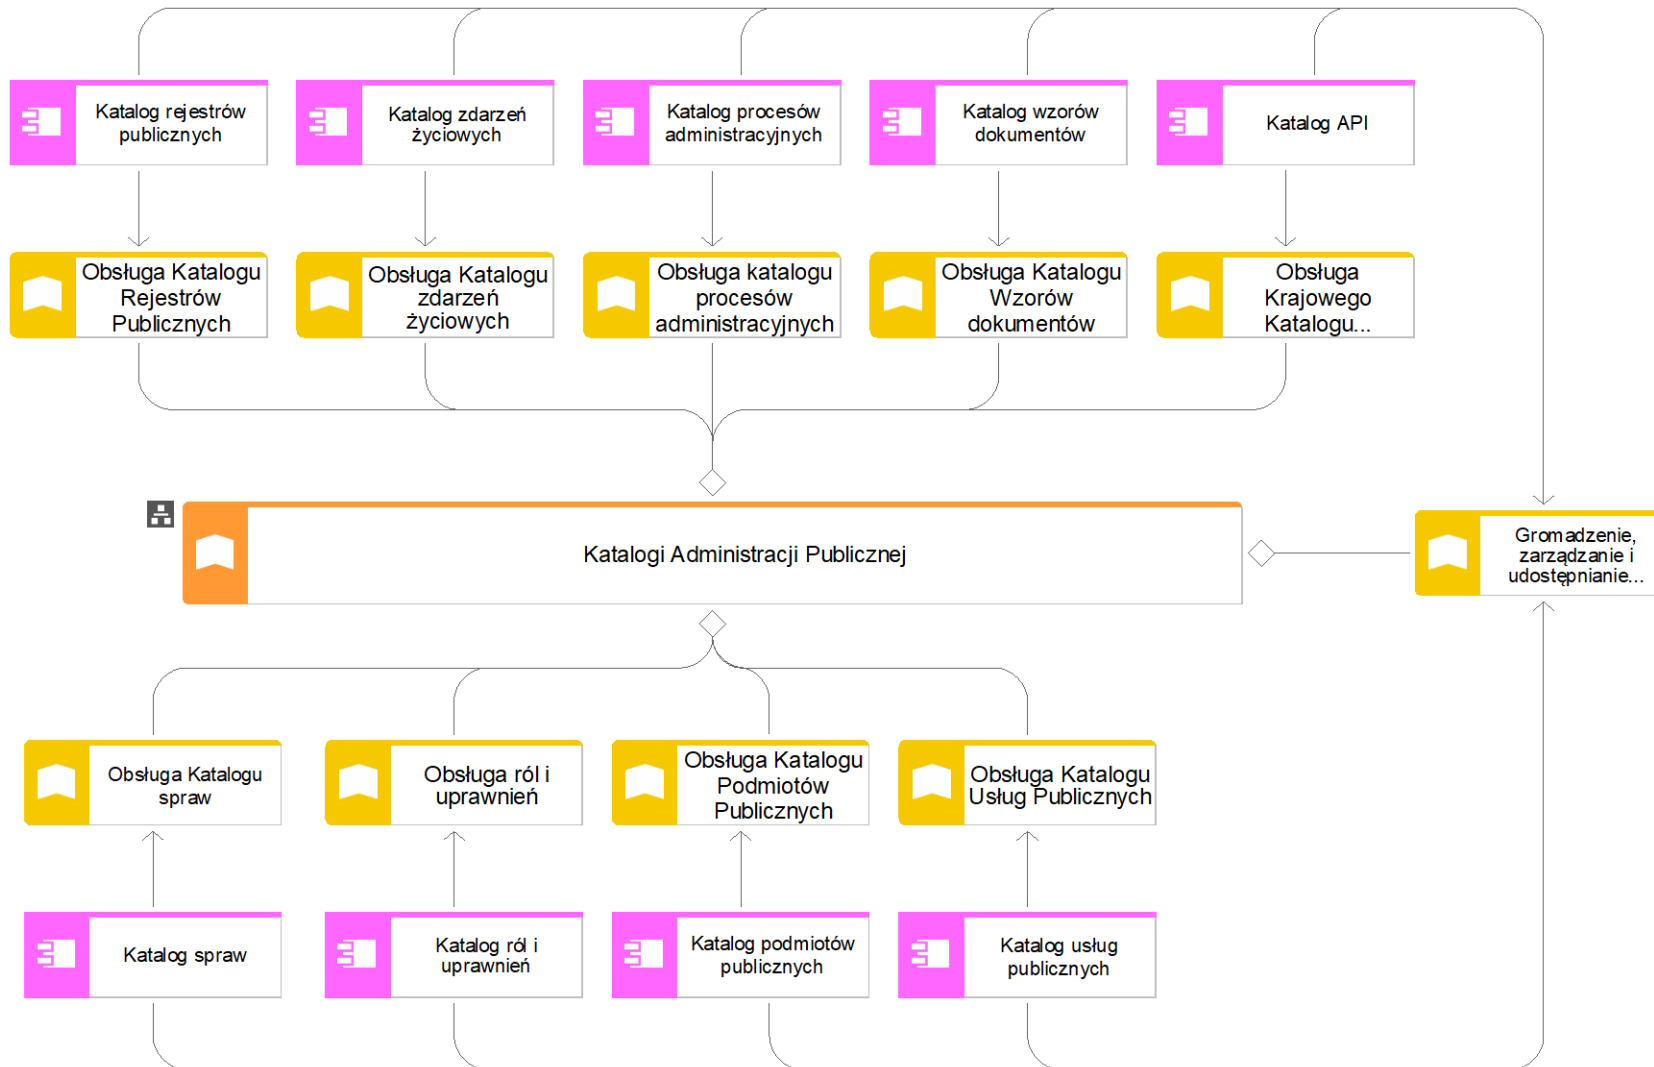 Katalog rejestrów
publicznych
Katalog zdarzeń
życiowych
Katalog procesów
administracyjnych
Katalog wzorów
dokumentów
Katalog API
Obsługa Katalogu
Rejestrów
Publicznych
Obsługa Katalogu
zdarzeń
życiowych
Obsługa katalogu
procesów
administracyjnych
Obsługa Katalogu
Wzorów
dokumentów
Obsługa
Krajowego
Katalogu...
Katalogi Administracji Publicznej
Gromadzenie,
zarządzanie i
udostępnianie...
Obsługa Katalogu
spraw
Obsługa ról i
uprawnień
Obsługa Katalogu
Podmiotów
Publicznych
Obsługa Katalogu
Usług Publicznych
Katalog spraw
Katalog ról i
uprawnień
Katalog podmiotów
publicznych
Katalog usług
publicznych